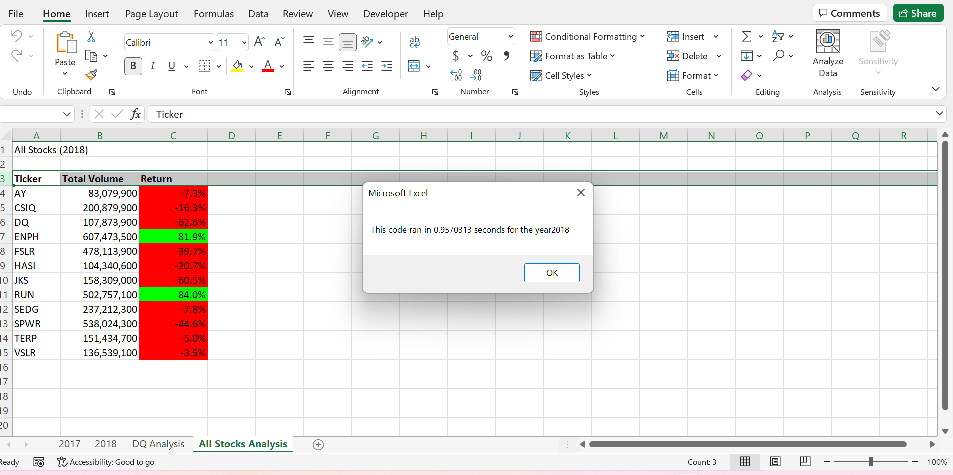 File Home Insert Page Layout Formulas Data Review View Developer Help Comments Share
Calibri 11 General Conditional Formatting Insert
Paste B I U $ % Format as Table Delete Analyze Data Sensitivity
Cell Styles Format
Undo Clipboard Font Alignment Number Styles Cells Editing Analysis Sensitivity
fx Ticker
A B C D E F G H I J K L M N O P Q R
1 All Stocks (2018)
2
3 Ticker Total Volume Return
4 AY 83,079,900 -7.3%
5 CSIQ 200,879,900 -16.3%
6 DQ 107,873,900 -62.6%
7 ENPH 607,473,500 81.9%
8 FSLR 478,113,900 -39.7%
9 HASI 104,340,600 -20.7%
10 JKS 158,309,000 -60.5%
11 RUN 502,757,100 84.0%
12 SEDG 237,212,300 -7.8%
13 SPWR 538,024,300 -44.6%
14 TERP 151,434,700 -5.0%
15 VSLR 136,539,100 -3.5%
16
17
18
19
20
Microsoft Excel
This code ran in 0.9570313 seconds for the year2018
OK
2017 2018 DQ Analysis All Stocks Analysis
Ready Accessibility: Good to go Count: 3 100%